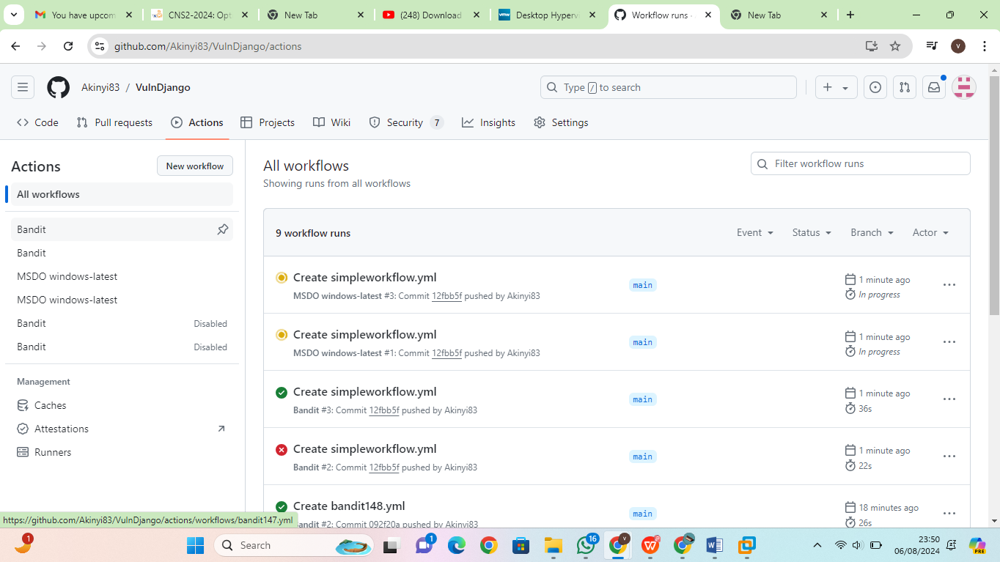 You have upcom
CNS2-2024: Opt
New Tab
(248) Download
vmw
Desktop Hyperv
Workflow runs ·
New Tab
github.com/Akinyi83/VulnDjango/actions
V
Akinyi83 / VulnDjango
Type / to search
Code
Pull requests
Actions
Projects
Wiki
Security 7
Insights
Settings
Actions
New workflow
All workflows
Bandit
Bandit
MSDO windows-latest
MSDO windows-latest
Bandit Disabled
Bandit Disabled
Management
Caches
Attestations
Runners
All workflows
Showing runs from all workflows
Filter workflow runs
9 workflow runs
Event Status Branch Actor
Create simpleworkflow.yml
MSDO windows-latest #3: Commit 12fbb5f pushed by Akinyi83
main
1 minute ago
In progress
Create simpleworkflow.yml
MSDO windows-latest #1: Commit 12fbb5f pushed by Akinyi83
main
1 minute ago
In progress
Create simpleworkflow.yml
Bandit #3: Commit 12fbb5f pushed by Akinyi83
main
1 minute ago
36s
Create simpleworkflow.yml
Bandit #2: Commit 12fbb5f pushed by Akinyi83
main
1 minute ago
22s
Create bandit148.yml
Bandit #2: Commit 092f20a pushed by Akinyi83
main
18 minutes ago
26s
https://github.com/Akinyi83/VulnDjango/actions/workflows/bandit147.yml
1
Search
1
16
V
23:50
06/08/2024
PRE